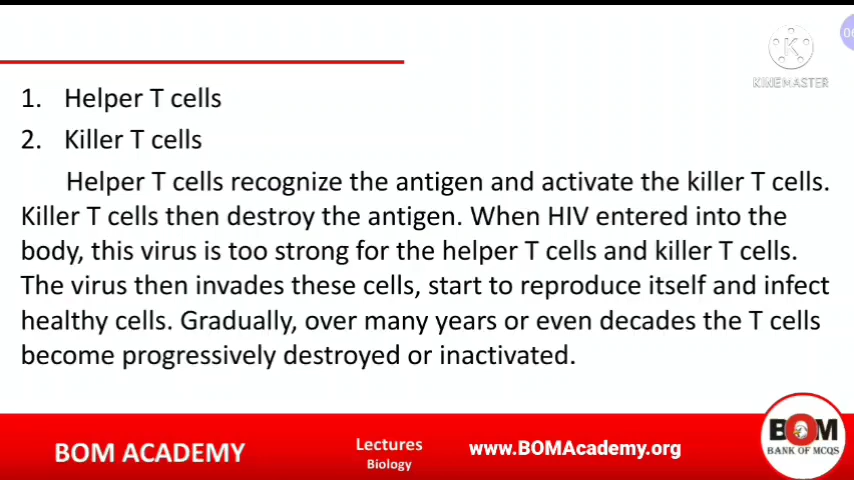 K
KINEMASTER
1. Helper T cells
2. Killer T cells
Helper T cells recognize the antigen and activate the killer T cells.
Killer T cells then destroy the antigen. When HIV entered into the
body, this virus is too strong for the helper T cells and killer T cells.
The virus then invades these cells, start to reproduce itself and infect
healthy cells. Gradually, over many years or even decades the T cells
become progressively destroyed or inactivated.
BOM ACADEMY
Lectures
Biology
www.BOMAcademy.org
BOM
BANK OF MCQS